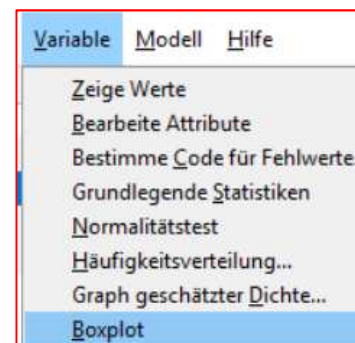 Variable Modell Hilfe
Zeige Werte
Bearbeite Attribute
Bestimme Code für Fehlwerte.
Grundlegende Statistiken
Normalitätstest
Häufigkeitsverteilung...
Graph geschätzter Dichte...
Boxplot